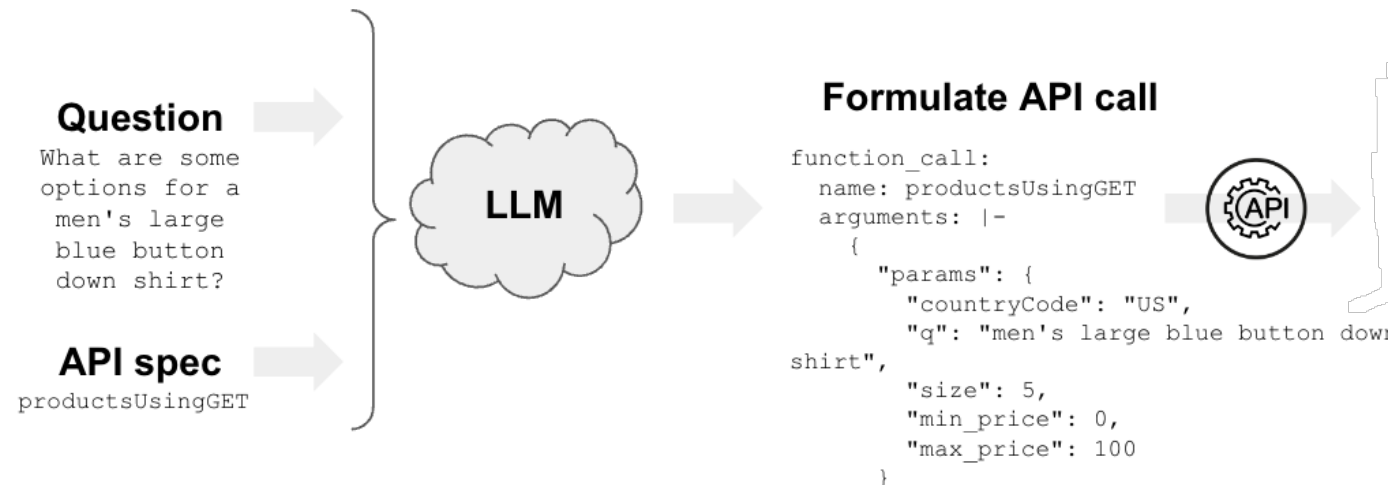 Question
What are some
options for a
men's large
blue button
down shirt?
API spec
productsUsingGET
LLM
Formulate API call
function_call:
name: productsUsingGET
arguments: |-
{
"params": {
"countryCode": "US",
"q": "men's large blue button down
shirt",
"size": 5,
"min_price": 0,
"max_price": 100
}
API